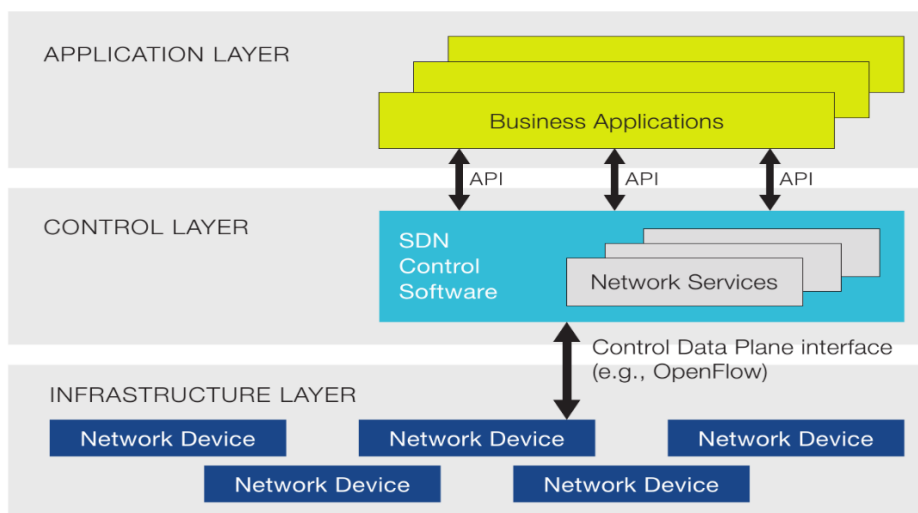 APPLICATION LAYER
Business Applications
API
API
API
CONTROL LAYER
SDN
Control
Software
Network Services
Control Data Plane interface
(e.g., OpenFlow)
INFRASTRUCTURE LAYER
Network Device
Network Device
Network Device
Network Device
Network Device